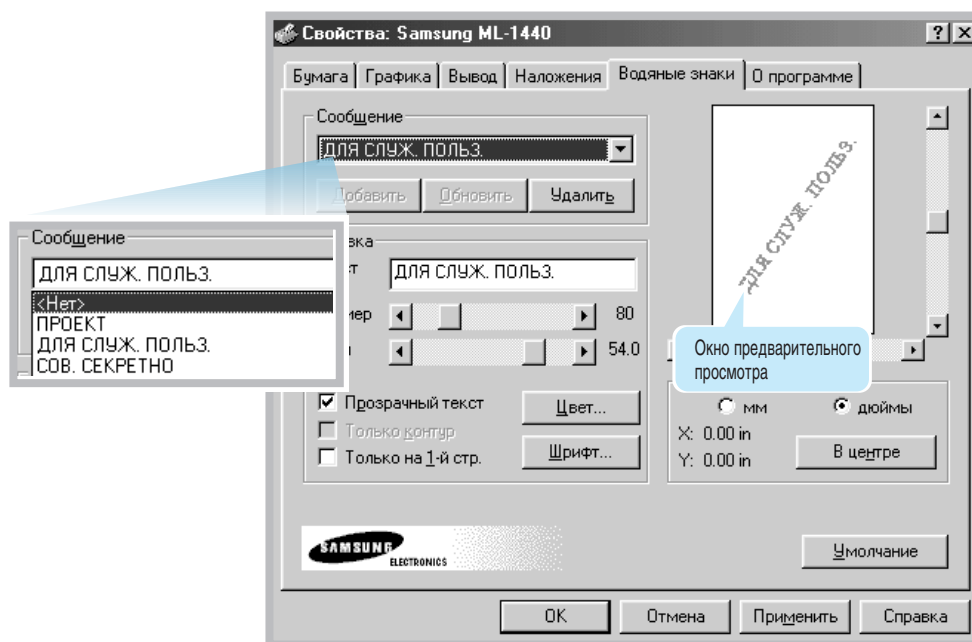 Свойства: Samsung ML-1440
Бумага Графика Вывод Наложения Водяные знаки О программе
Сообщение
ДЛЯ СЛУЖ. ПОЛЬЗ.
Добавить Обновить Удалить
Сообщение
ДЛЯ СЛУЖ. ПОЛЬЗ.
<Нет>
ПРОЕКТ
ДЛЯ СЛУЖ. ПОЛЬЗ.
СОВ. СЕКРЕТНО
ДЛЯ СЛУЖ. ПОЛЬЗ.
80
54.0
Прозрачный текст
Только контур
Только на 1-й стр.
Цвет...
Шрифт...
ДЛЯ СЛУЖ. ПОЛЬЗ.
Окно предварительного
просмотра
мм дюймы
X: 0.00 in
Y: 0.00 in
В центре
SAMSUNG
ELECTRONICS
Умолчание
OK Отмена Применить Справка